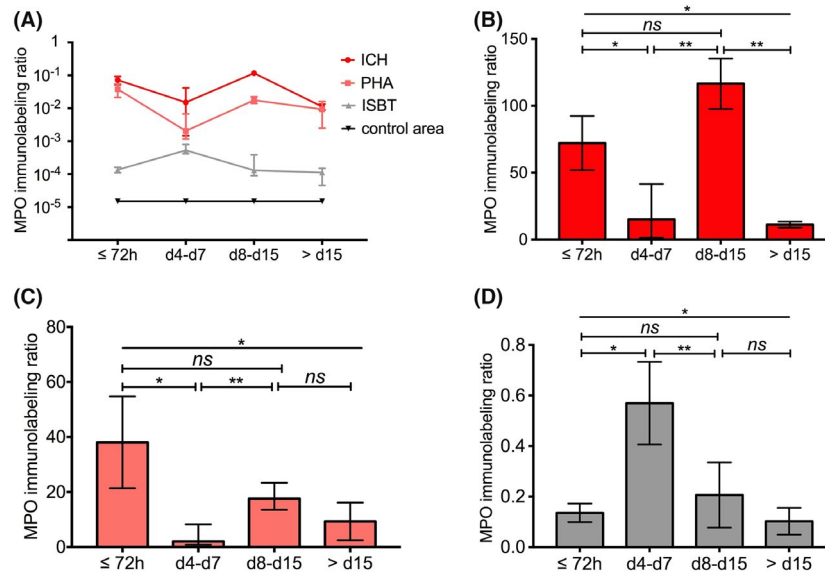 (A)
MPO immunolabeling ratio
1
10-1
10-2
10-3
10-4
10-5
≤ 72h d4-d7 d8-d15 > d15
ICH
PHA
ISBT
control area
(B)
MPO immunolabeling ratio
150
100
50
0
*
ns
* ** **
≤ 72h d4-d7 d8-d15 > d15
(C)
MPO immunolabeling ratio
80
60
40
20
0
*
ns
* ** ns
≤ 72h d4-d7 d8-d15 > d15
(D)
MPO immunolabeling ratio
0.8
0.6
0.4
0.2
0.0
*
ns
* ** ns
≤ 72h d4-d7 d8-d15 > d15